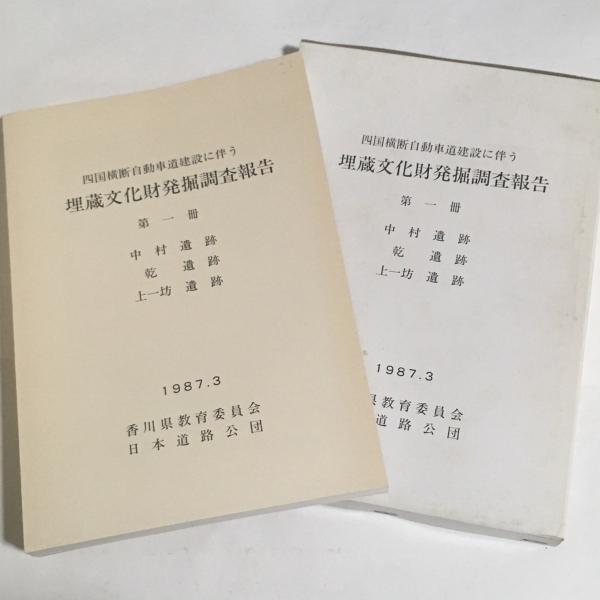 四国横断自動車道建設に伴う
埋蔵文化財発掘調査報告
第一冊
中村遺跡
乾遺跡
上一坊遺跡
1987.3
香川県教育委員会
日本道路公団
四国横断自動車道建設に伴う
埋蔵文化財発掘調査報告
第一冊
中村遺跡
乾遺跡
上一坊遺跡
1987.3
県教育委員会
道路公団